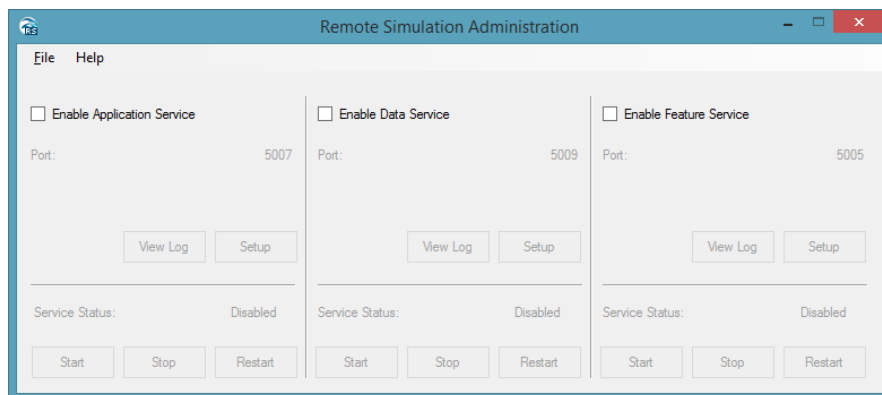 RS
Remote Simulation Administration
File Help
Enable Application Service
Port: 5007
View Log Setup
Service Status: Disabled
Start Stop Restart
Enable Data Service
Port: 5009
View Log Setup
Service Status: Disabled
Start Stop Restart
Enable Feature Service
Port: 5005
View Log Setup
Service Status: Disabled
Start Stop Restart